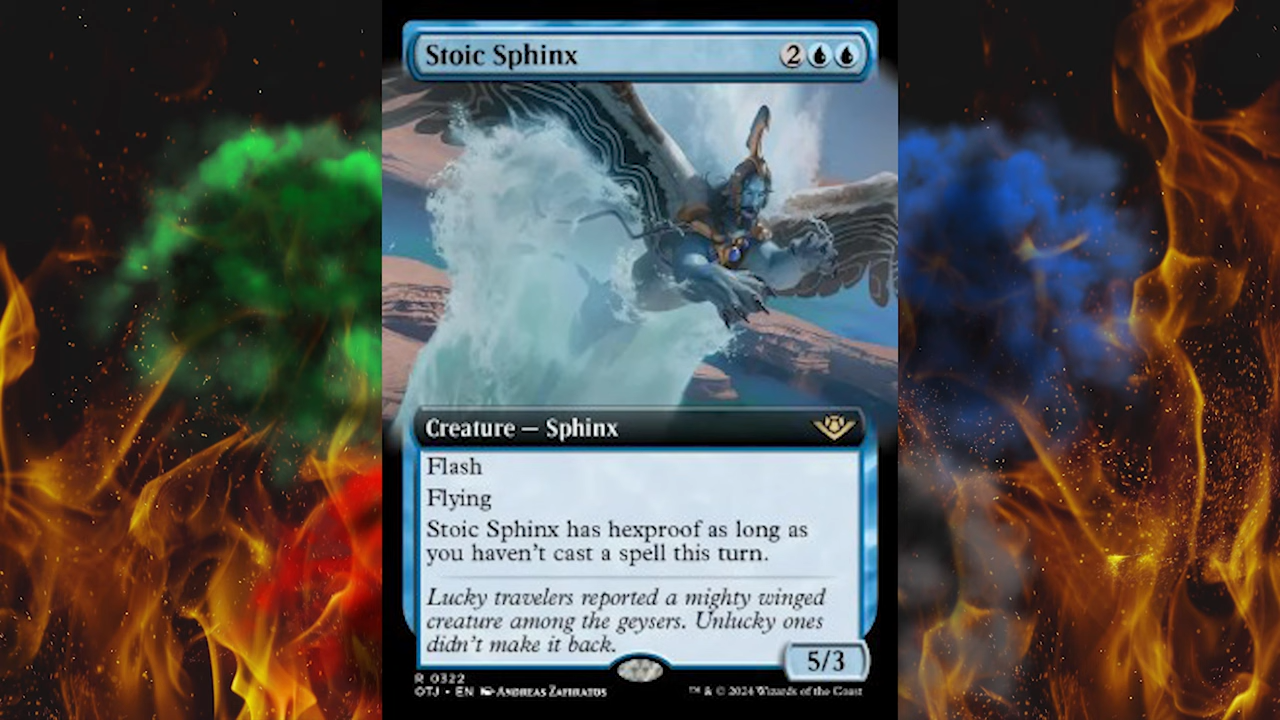 Stoic Sphinx 2
Creature — Sphinx
Flash
Flying
Stoic Sphinx has hexproof as long as
you haven't cast a spell this turn.
Lucky travelers reported a mighty winged
creature among the geysers. Unlucky ones
didn't make it back.
5/3
R 0322
OTJ • EN Andreas Zafiratos
™ & © 2024 Wizards of the Coast